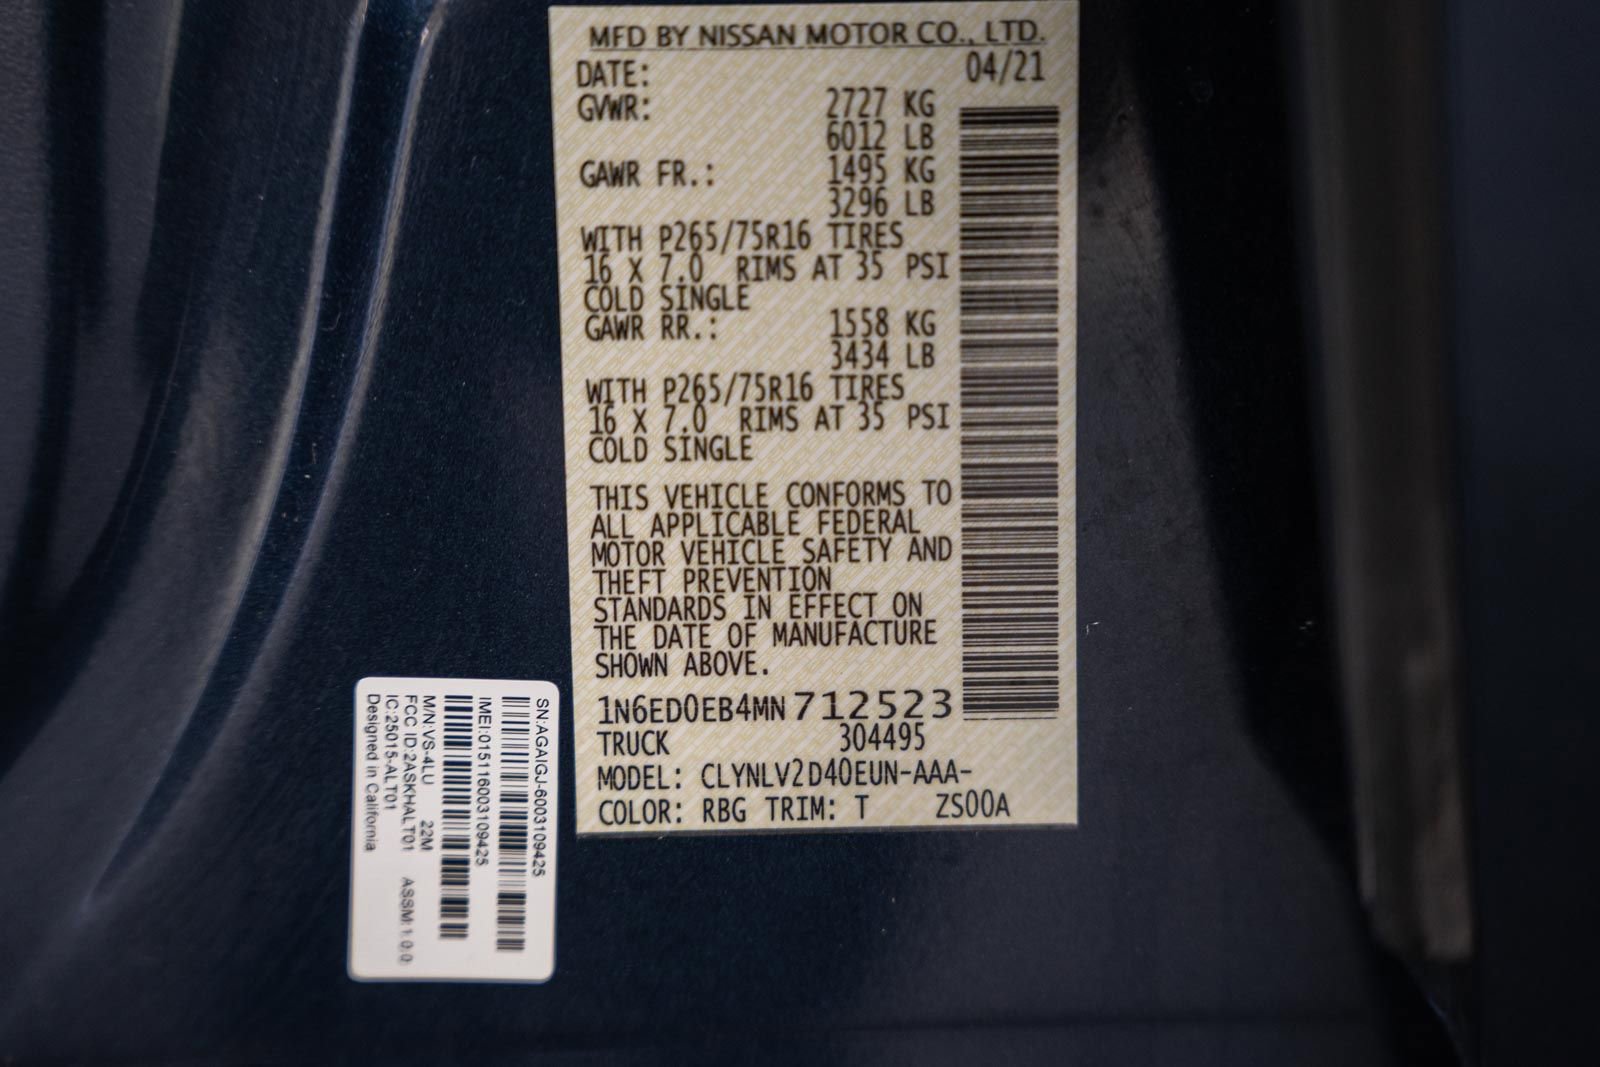 MFD BY NISSAN MOTOR CO., LTD.
DATE: 04/21
GVWR: 2727 KG
6012 LB
GAWR FR.: 1495 KG
3296 LB
WITH P265/75R16 TIRES
16 X 7.0 RIMS AT 35 PSI
COLD SINGLE
GAWR RR.: 1558 KG
3434 LB
WITH P265/75R16 TIRES
16 X 7.0 RIMS AT 35 PSI
COLD SINGLE
THIS VEHICLE CONFORMS TO
ALL APPLICABLE FEDERAL
MOTOR VEHICLE SAFETY AND
THEFT PREVENTION
STANDARDS IN EFFECT ON
THE DATE OF MANUFACTURE
SHOWN ABOVE.
1N6ED0EB4MN712523
TRUCK 304495
MODEL: CLYNLV2D40EUN-AAA-
COLOR: RBG TRIM: T ZS00A
SN:AGAIGJ-6003109425
IMEI:015116003109425
M/N:VS-4LU 22M
FCC ID:2ASKHALT01 ASSM:1.0.0
IC:25015-ALT01
Designed in California